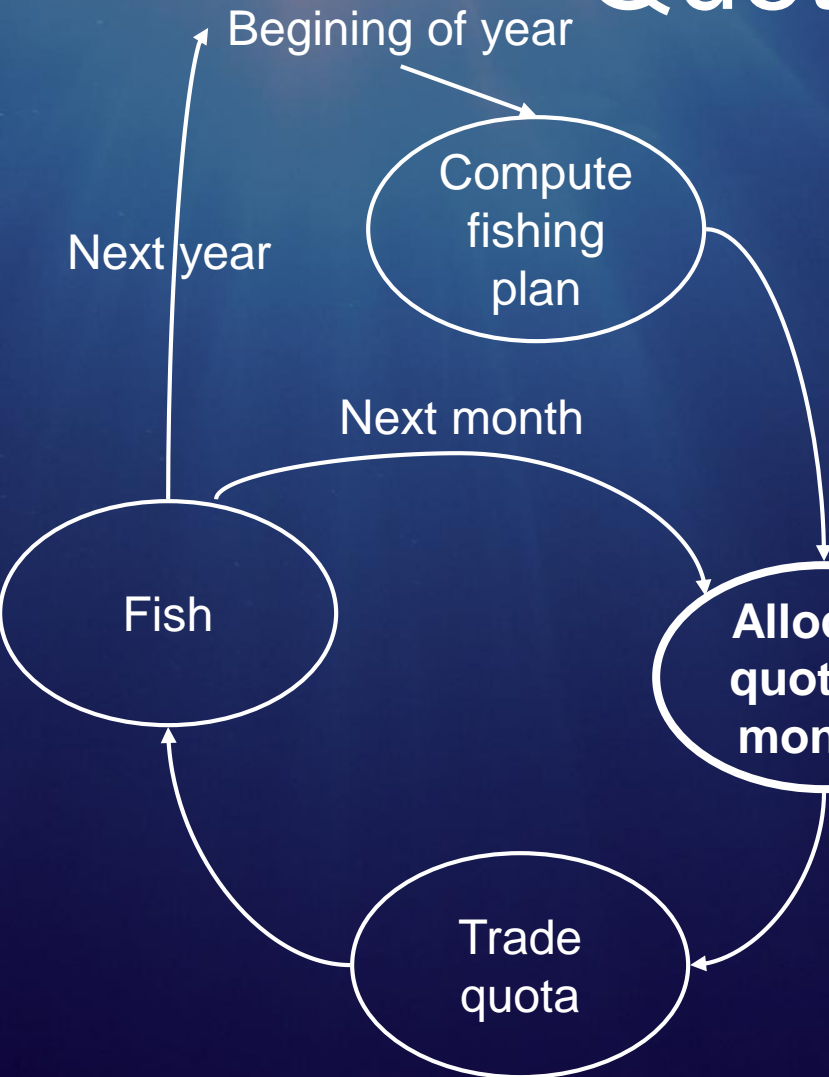 Begining of year
Compute
fishing
plan
Next year
Next month
Fish
Trade
quota